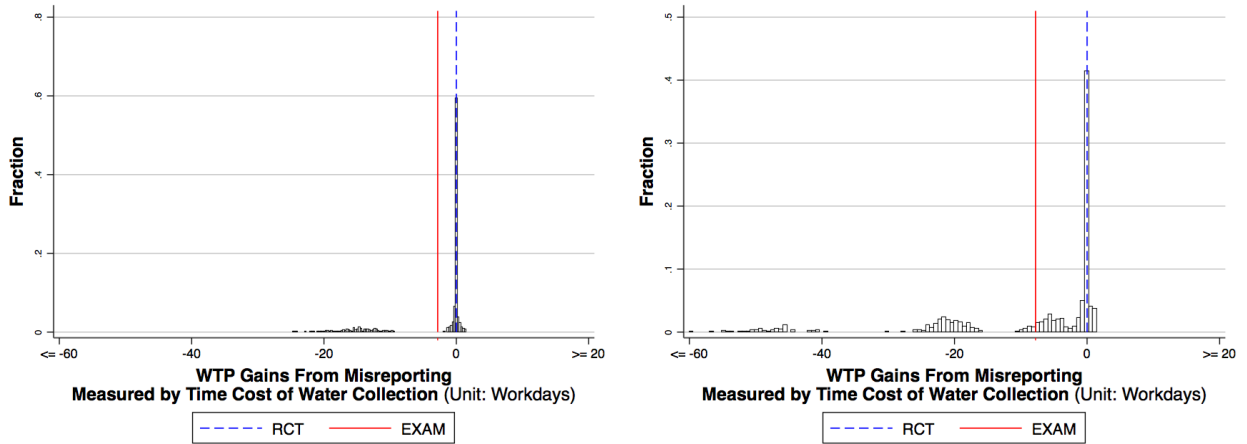 .8
.6
.4
.2
0
Fraction
<= -60 -40 -20 0 >= 20
WTP Gains From Misreporting
Measured by Time Cost of Water Collection (Unit: Workdays)
RCT EXAM
.5
.4
.3
.2
.1
0
Fraction
<= -60 -40 -20 0 >= 20
WTP Gains From Misreporting
Measured by Time Cost of Water Collection (Unit: Workdays)
RCT EXAM